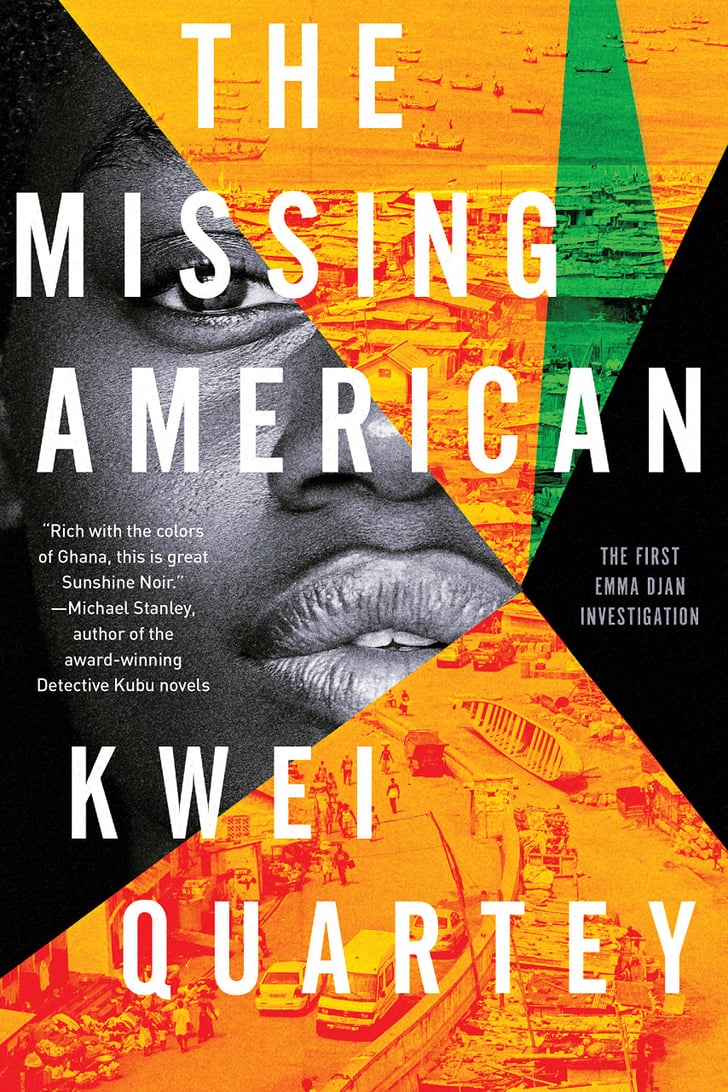 THE
MISSING
AMERICAN
“Rich with the colors
of Ghana, this is great
Sunshine Noir.”
—Michael Stanley,
author of the
award-winning
Detective Kubu novels
THE FIRST
EMMA DJAN
INVESTIGATION
KWEI
QUARTEY